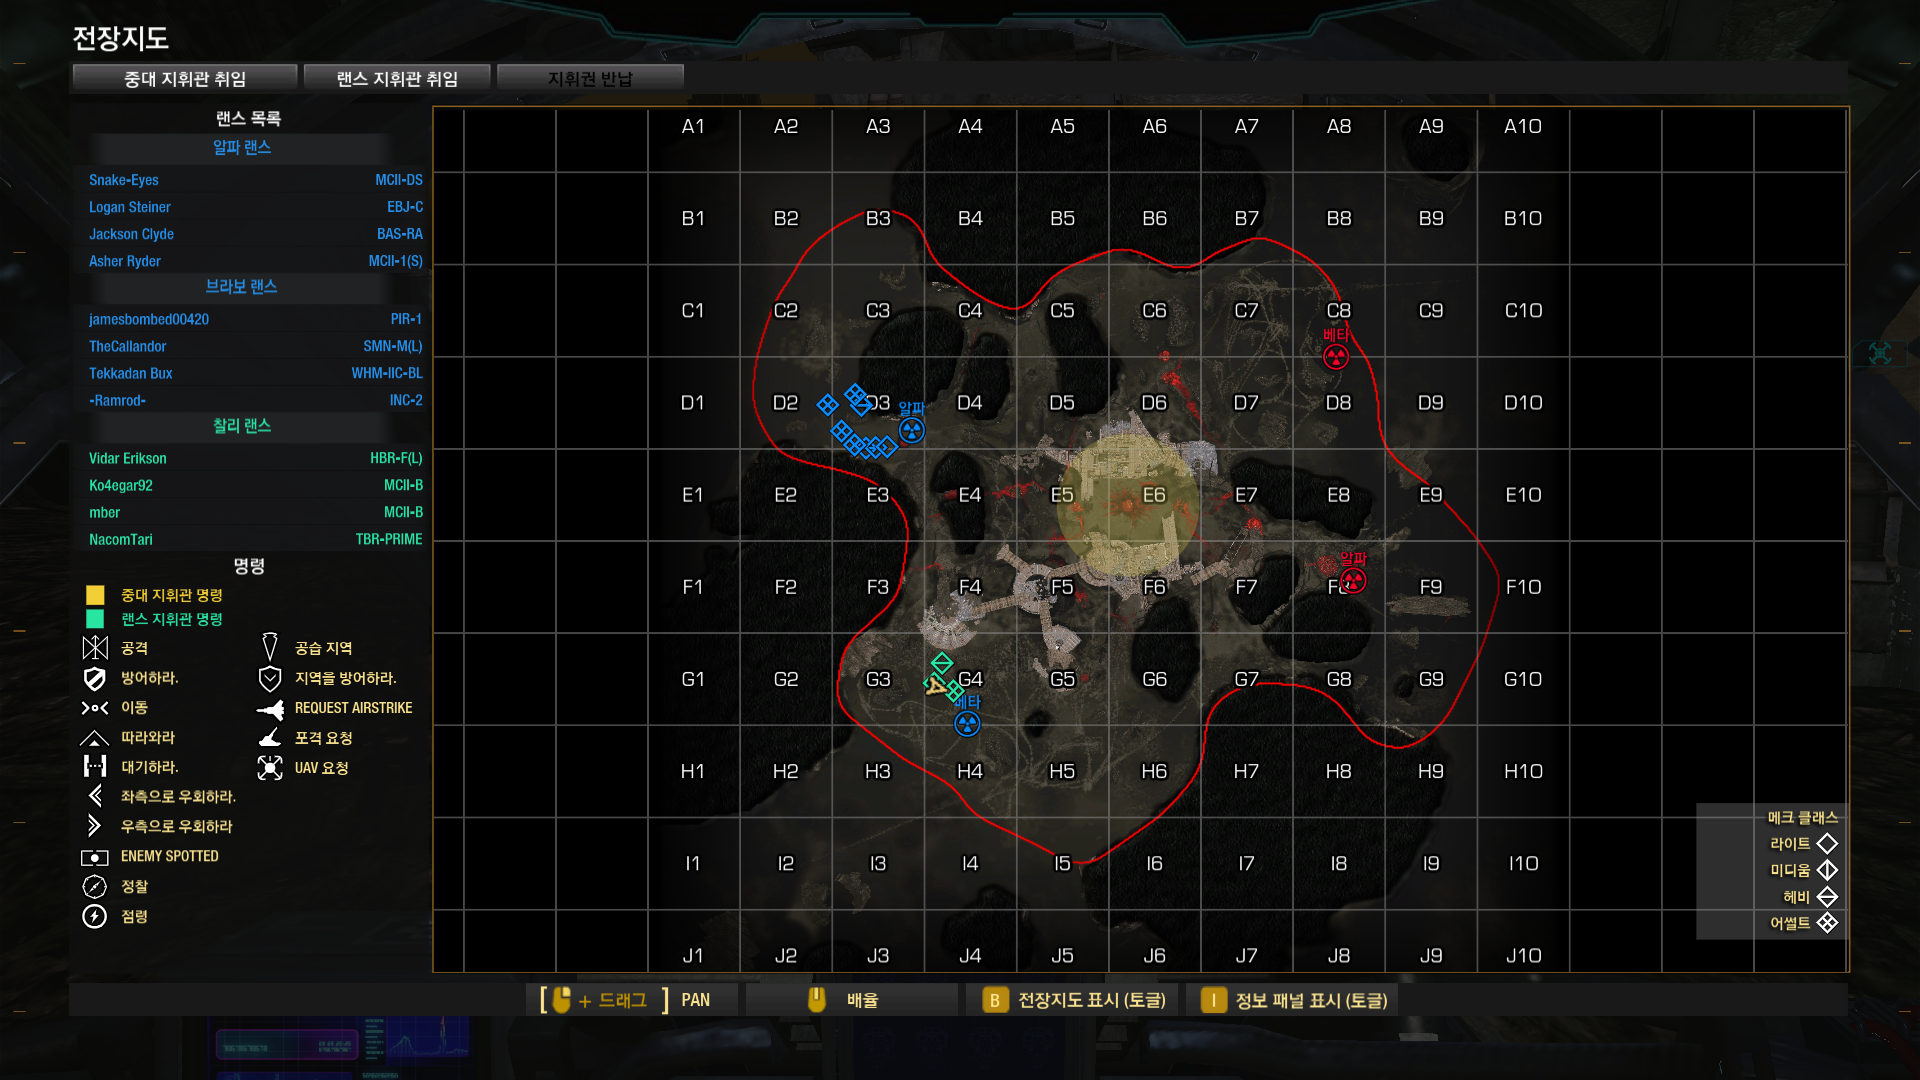 전장지도
중대 지휘관 취임
랜스 지휘관 취임
지휘권 반납
랜스 목록
알파 랜스
Snake-Eyes MCII-DS
Logan Steiner EBJ-C
Jackson Clyde BAS-RA
Asher Ryder MCII-1(S)
브라보 랜스
jamesbombed00420 PIR-1
TheCallandor SMN-M(L)
Tekkadan Bux WHM-IIC-BL
-Ramrod- INC-2
찰리 랜스
Vidar Erikson HBR-F(L)
Ko4egar92 MCII-B
mber MCII-B
NacomTari TBR-PRIME
명령
중대 지휘관 명령
랜스 지휘관 명령
공격
공습 지역
방어하라.
지역을 방어하라.
이동
REQUEST AIRSTRIKE
따라와라
포격 요청
대기하라.
UAV 요청
좌측으로 우회하라.
우측으로 우회하라
ENEMY SPOTTED
정찰
점령
A1 A2 A3 A4 A5 A6 A7 A8 A9 A10
B1 B2 B3 B4 B5 B6 B7 B8 B9 B10
C1 C2 C3 C4 C5 C6 C7 C8 C9 C10
베타
D1 D2 D3 D4 D5 D6 D7 D8 D9 D10
알파
E1 E2 E3 E4 E5 E6 E7 E8 E9 E10
알파
F1 F2 F3 F4 F5 F6 F7 F8 F9 F10
G1 G2 G3 G4 G5 G6 G7 G8 G9 G10
베타
H1 H2 H3 H4 H5 H6 H7 H8 H9 H10
I1 I2 I3 I4 I5 I6 I7 I8 I9 I10
J1 J2 J3 J4 J5 J6 J7 J8 J9 J10
메크 클래스
라이트
미디움
헤비
어썰트
[ + 드래그 ] PAN
배율
B 전장지도 표시 (토글)
I 정보 패널 표시 (토글)